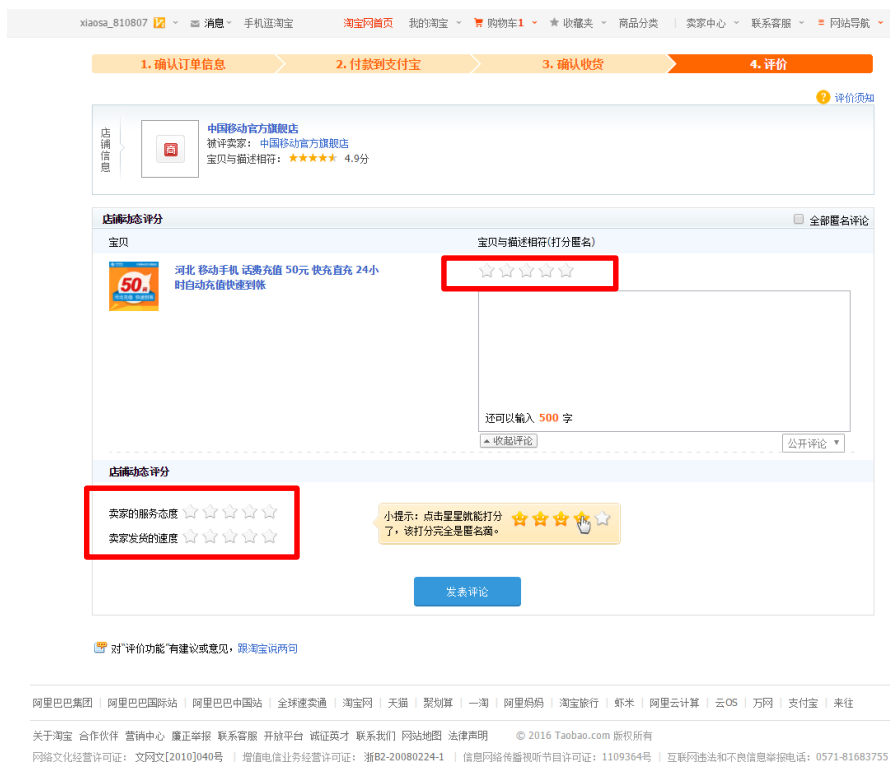 xiaosa_810807 消息 手机逛淘宝 淘宝网首页 我的淘宝 购物车1 收藏夹 商品分类 卖家中心 联系客服 网站导航
1. 确认订单信息 2. 付款到支付宝 3. 确认收货 4. 评价
评价须知
店铺信息
中国移动官方旗舰店
被评卖家： 中国移动官方旗舰店
宝贝与描述相符： 4.9分
商
店铺动态评分 全部匿名评论
宝贝 宝贝与描述相符(打分匿名)
河北 移动手机 话费充值 50元 快充直充 24小
时自动充值快速到帐
50元
还可以输入 500 字
收起评论 公开评论
店铺动态评分
卖家的服务态度
卖家发货的速度
小提示：点击星星就能打分
了，该打分完全是匿名滴。
发表评论
对"评价功能"有建议或意见，跟淘宝说两句
阿里巴巴集团 | 阿里巴巴国际站 | 阿里巴巴中国站 | 全球速卖通 | 淘宝网 | 天猫 | 聚划算 | 一淘 | 阿里妈妈 | 淘宝旅行 | 虾米 | 阿里云计算 | 云OS | 万网 | 支付宝 | 来往
关于淘宝 合作伙伴 营销中心 廉正举报 联系客服 开放平台 诚征英才 联系我们 网站地图 法律声明 © 2016 Taobao.com 版权所有
网络文化经营许可证： 文网文[2010]040号 | 增值电信业务经营许可证： 浙B2-20080224-1 | 信息网络传播视听节目许可证：1109364号 | 互联网违法和不良信息举报电话：0571-81683755